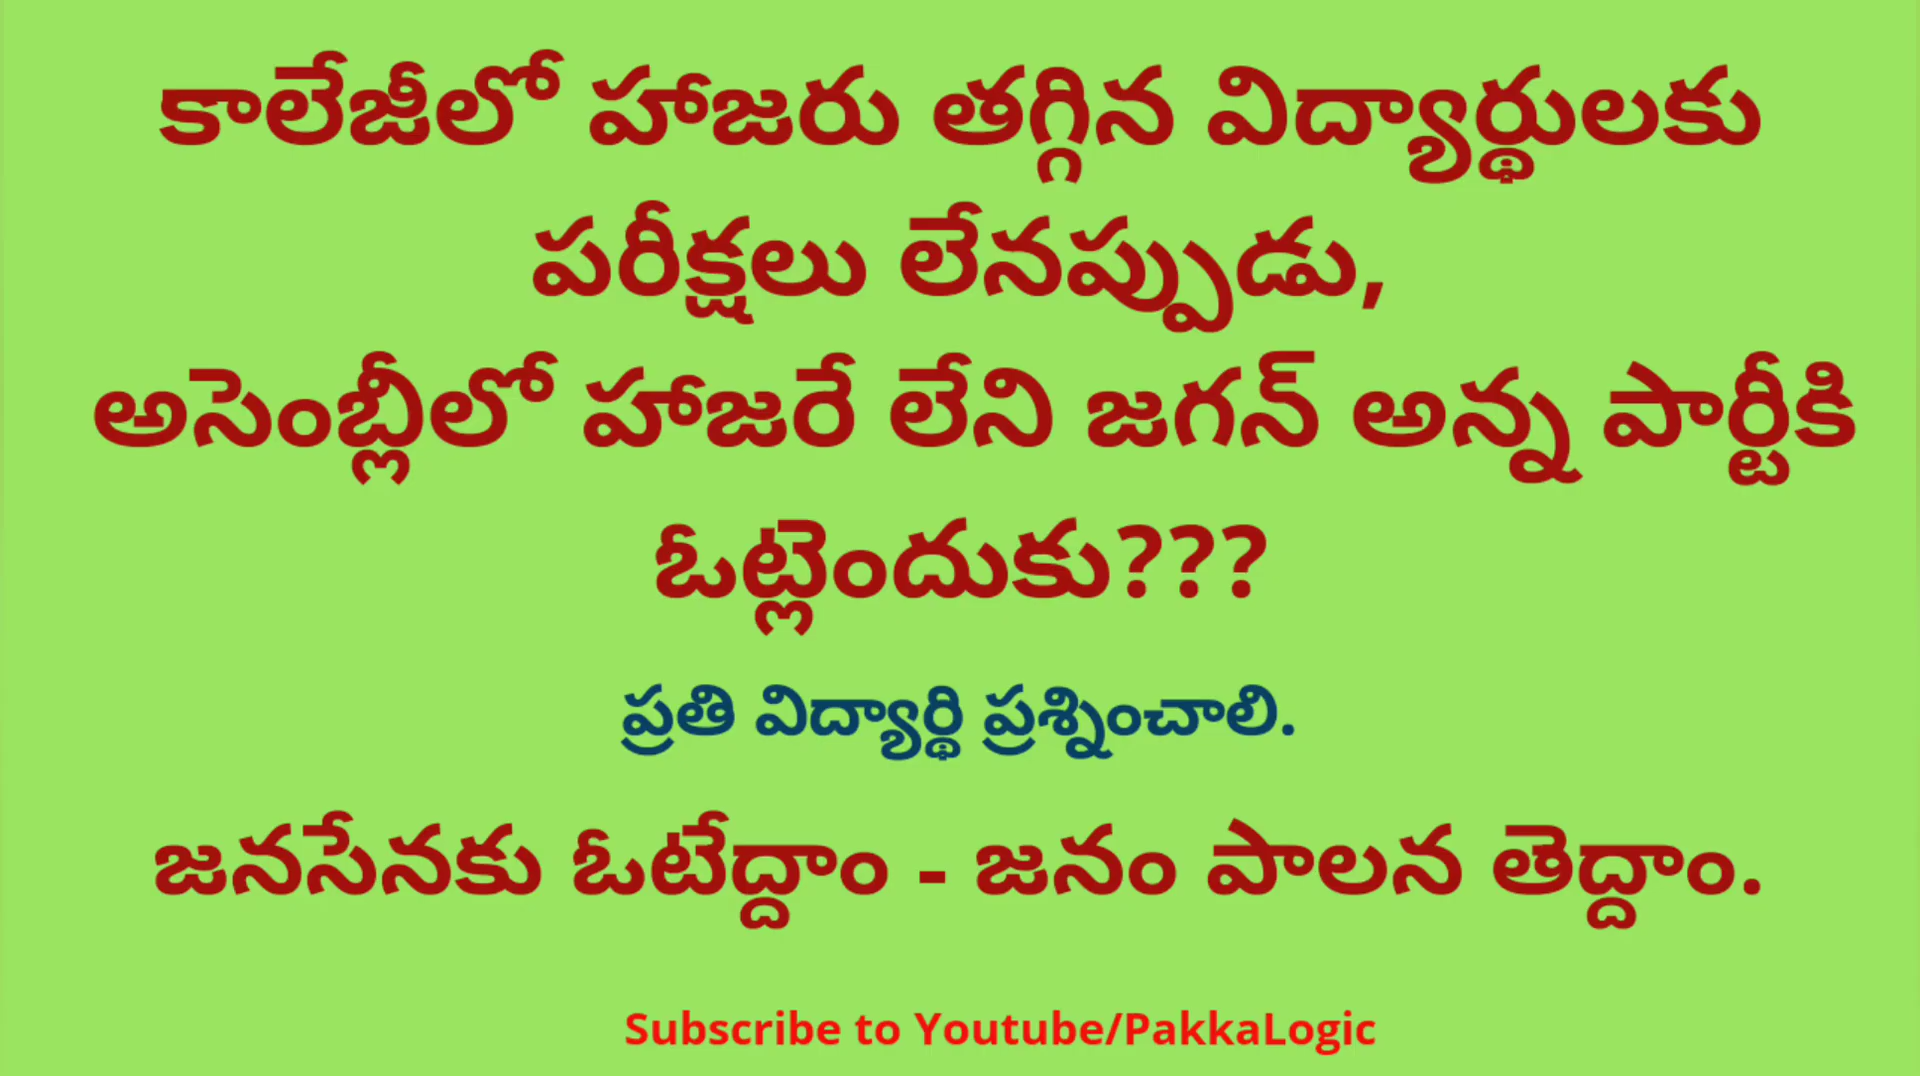 కాలేజీలో హాజరు తగ్గిన విద్యార్థులకు
పరీక్షలు లేనప్పుడు,
అసెంబ్లీలో హాజరే లేని జగన్ అన్న పార్టీకి
ఓట్లెందుకు???
ప్రతి విద్యార్థి ప్రశ్నించాలి.
జనసేనకు ఓటేద్దాం - జనం పాలన తెద్దాం.
Subscribe to Youtube/PakkaLogic